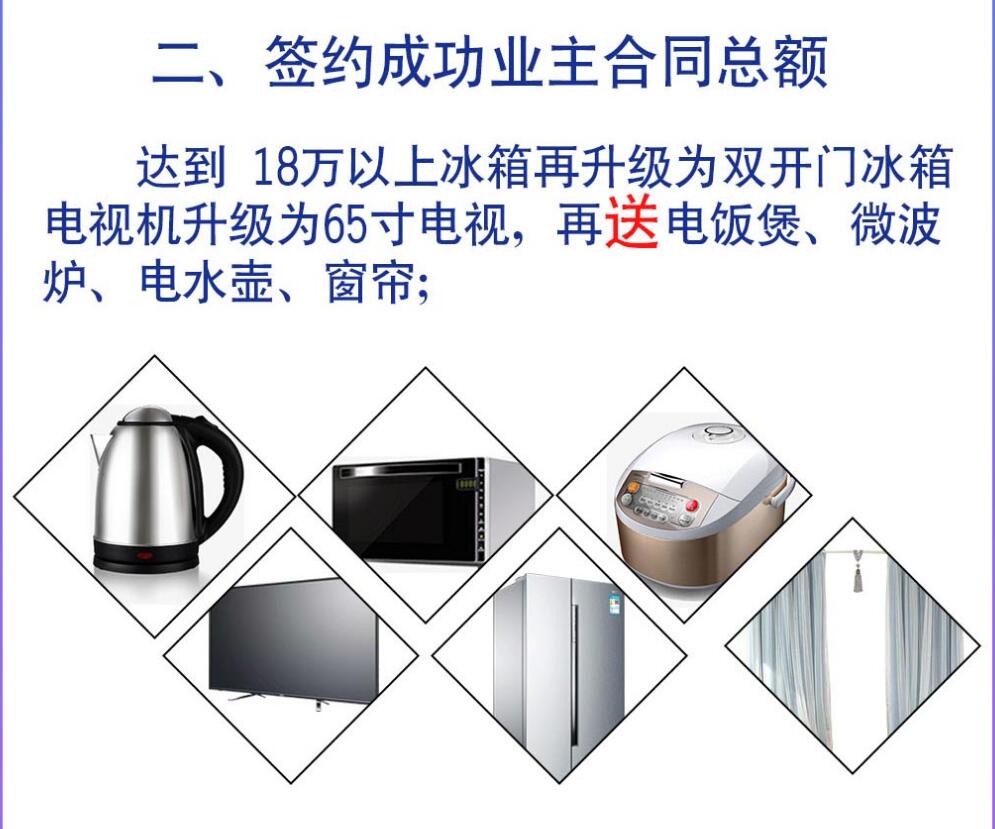 二、签约成功业主合同总额
达到 18万以上冰箱再升级为双开门冰箱
电视机升级为65寸电视，再送电饭煲、微波
炉、电水壶、窗帘；